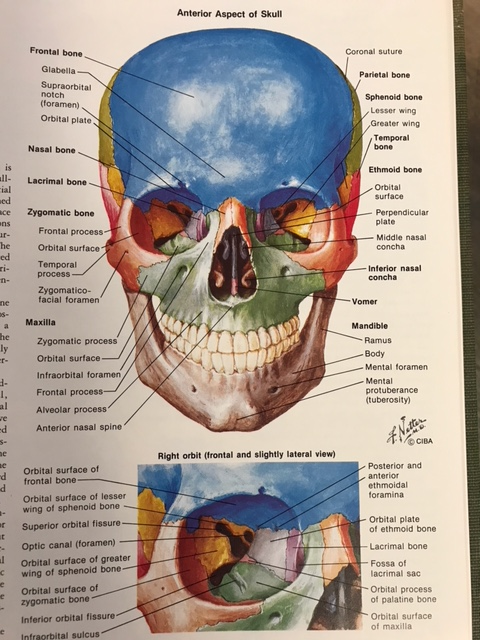 Anterior Aspect of Skull
Frontal bone
Glabella
Supraorbital
notch
(foramen)
Orbital plate
Nasal bone
Lacrimal bone
Zygomatic bone
Frontal process
Orbital surface
Temporal
process
Zygomatico-
facial foramen
Maxilla
Zygomatic process
Orbital surface
Infraorbital foramen
Frontal process
Alveolar process
Anterior nasal spine
Coronal suture
Parietal bone
Sphenoid bone
Lesser wing
Greater wing
Temporal
bone
Ethmoid bone
Orbital
surface
Perpendicular
plate
Middle nasal
concha
Inferior nasal
concha
Vomer
Mandible
Ramus
Body
Mental foramen
Mental
protuberance
(tuberosity)
F. Netter
M.D.
© CIBA
Right orbit (frontal and slightly lateral view)
Orbital surface of
frontal bone
Orbital surface of lesser
wing of sphenoid bone
Superior orbital fissure
Optic canal (foramen)
Orbital surface of greater
wing of sphenoid bone
Orbital surface of
zygomatic bone
Inferior orbital fissure
Infraorbital sulcus
Posterior and
anterior
ethmoidal
foramina
Orbital plate
of ethmoid bone
Lacrimal bone
Fossa of
lacrimal sac
Orbital process
of palatine bone
Orbital surface
of maxilla